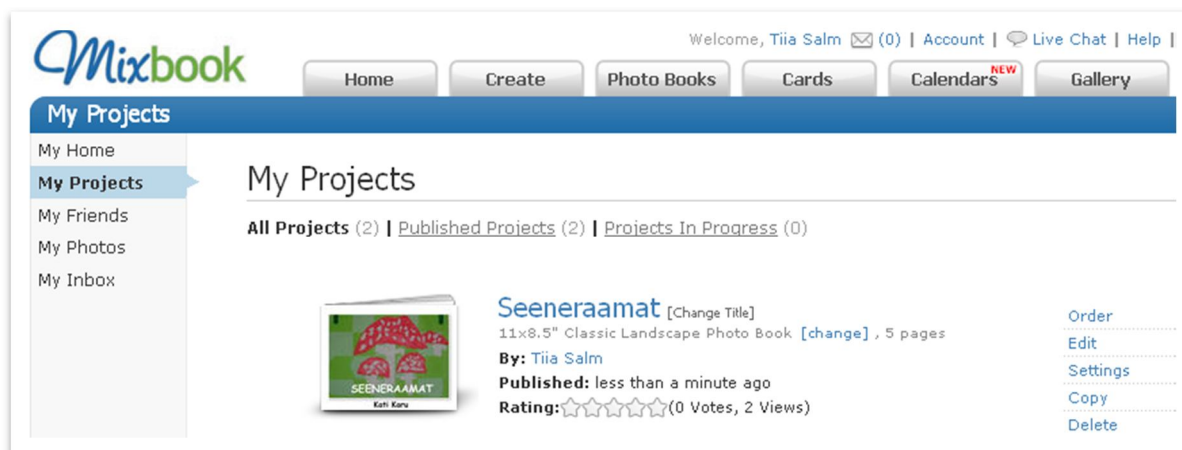 Mixbook
Welcome, Tiia Salm (0) | Account | Live Chat | Help |
Home Create Photo Books Cards Calendars NEW Gallery
My Projects
My Home
My Projects
My Friends
My Photos
My Inbox
My Projects
All Projects (2) | Published Projects (2) | Projects In Progress (0)
SEENERAAMAT
Kati Karu
Seeneraamat [Change Title]
11x8.5" Classic Landscape Photo Book [change] , 5 pages
By: Tiia Salm
Published: less than a minute ago
Rating: (0 Votes, 2 Views)
Order
Edit
Settings
Copy
Delete